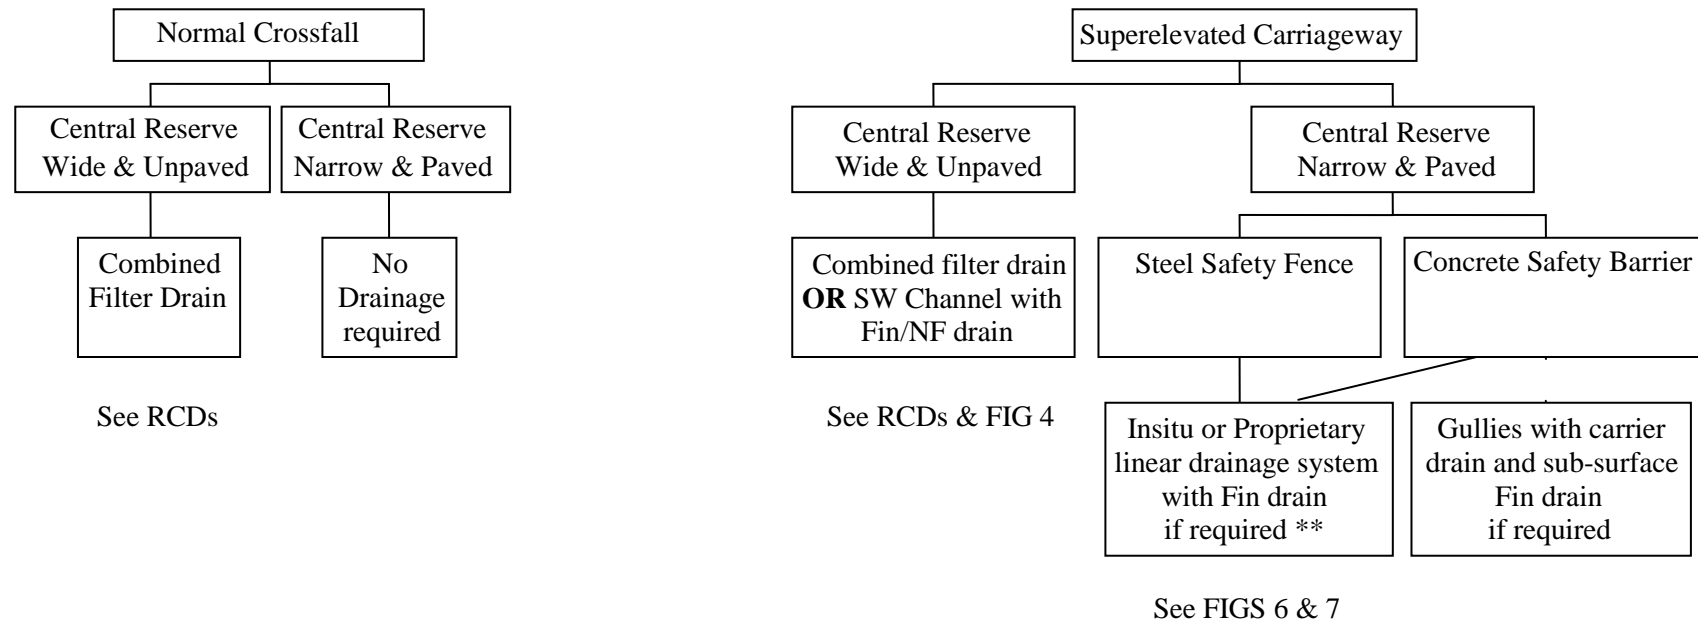 Normal Crossfall
Central Reserve
Wide & Unpaved
Central Reserve
Narrow & Paved
Combined
Filter Drain
No
Drainage
required
See RCDs
Superelevated Carriageway
Central Reserve
Wide & Unpaved
Central Reserve
Narrow & Paved
Combined filter drain
OR SW Channel with
Fin/NF drain
Steel Safety Fence
Concrete Safety Barrier
See RCDs & FIG 4
Insitu or Proprietary
linear drainage system
with Fin drain
if required **
Gullies with carrier
drain and sub-surface
Fin drain
if required
See FIGS 6 & 7